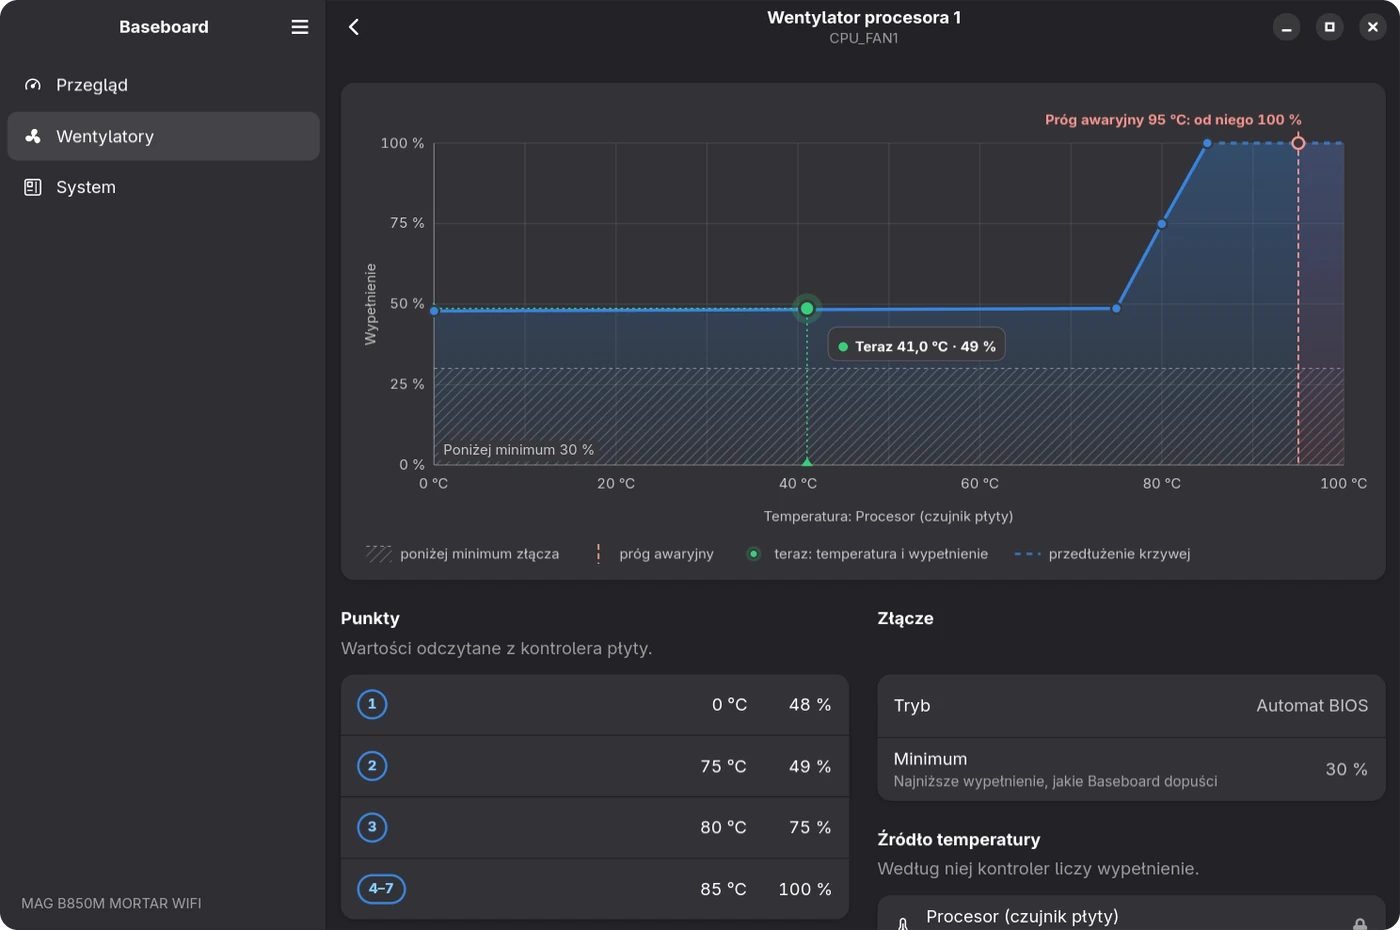 Baseboard
Przegląd
Wentylatory
System
MAG B850M MORTAR WIFI
Wentylator procesora 1
CPU_FAN1
Próg awaryjny 95 °C: od niego 100 %
100 %
75 %
50 %
25 %
0 %
Wypełnienie
Teraz 41,0 °C · 49 %
Poniżej minimum 30 %
0 °C 20 °C 40 °C 60 °C 80 °C 100 °C
Temperatura: Procesor (czujnik płyty)
poniżej minimum złącza próg awaryjny teraz: temperatura i wypełnienie przedłużenie krzywej
Punkty
Wartości odczytane z kontrolera płyty.
1 0 °C 48 %
2 75 °C 49 %
3 80 °C 75 %
4–7 85 °C 100 %
Złącze
Tryb Automat BIOS
Minimum
Najniższe wypełnienie, jakie Baseboard dopuści
30 %
Źródło temperatury
Według niej kontroler liczy wypełnienie.
Procesor (czujnik płyty)